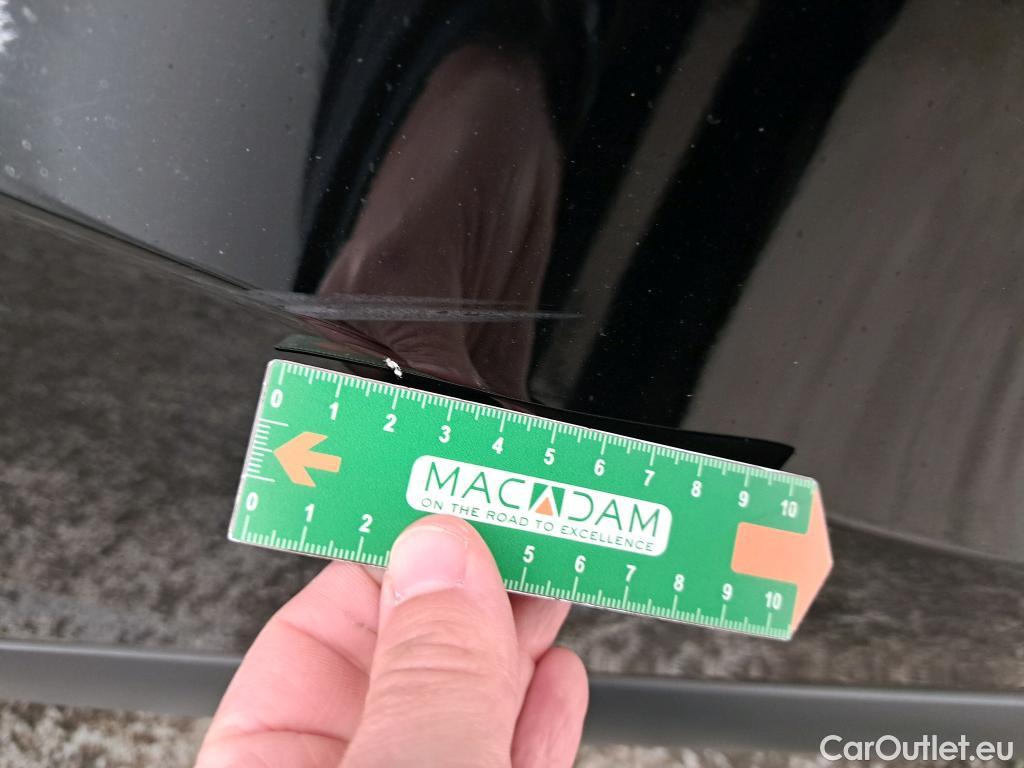 0 1 2 3 4 5 6 7 8 9 10
MACADAM
ON THE ROAD TO EXCELLENCE
0 1 2 5 6 7 8 9 10
CarOutlet.eu